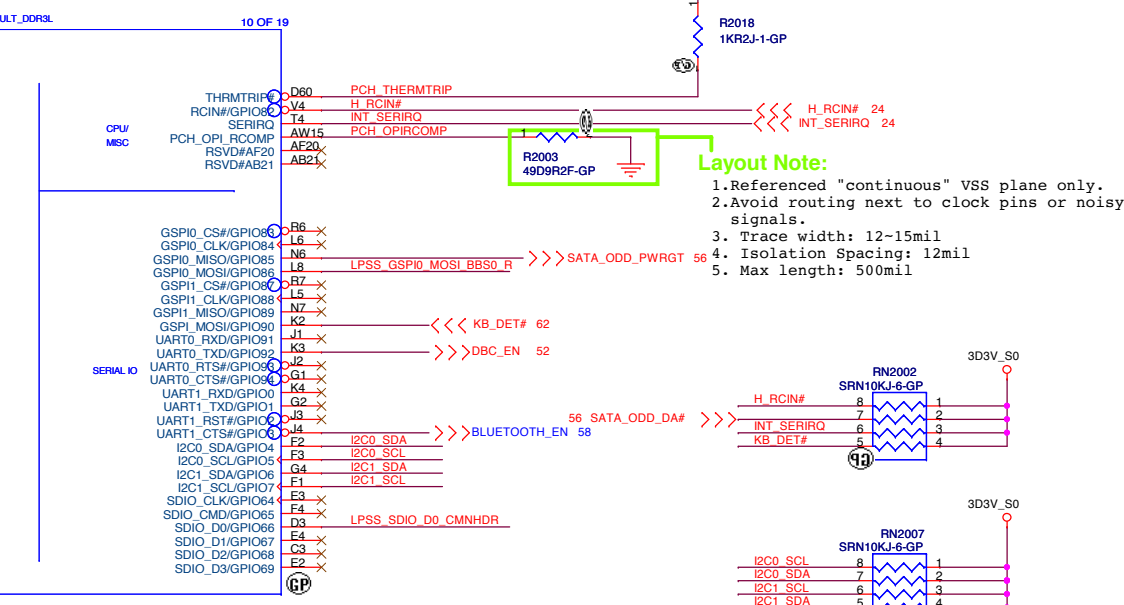 ULT_DDR3L
10 OF 19
R2018
1KR2J-1-GP
1
CPU/
MISC
THRMTRIP# D60 PCH_THERMTRIP
RCIN#/GPIO82 V4 H_RCIN# H_RCIN# 24
SERIRQ T4 INT_SERIRQ INT_SERIRQ 24
PCH_OPI_RCOMP AW15 PCH_OPIRCOMP 1
RSVD#AF20 AF20
RSVD#AB21 AB21
R2003
49D9R2F-GP
Layout Note:
1.Referenced "continuous" VSS plane only.
2.Avoid routing next to clock pins or noisy
signals.
3. Trace width: 12~15mil
4. Isolation Spacing: 12mil
5. Max length: 500mil
SERIAL IO
GSPI0_CS#/GPIO83 R6
GSPI0_CLK/GPIO84 L6
GSPI0_MISO/GPIO85 N6 SATA_ODD_PWRGT 56
GSPI0_MOSI/GPIO86 L8 LPSS_GSPI0_MOSI_BBS0_R
GSPI1_CS#/GPIO87 R7
GSPI1_CLK/GPIO88 L5
GSPI1_MISO/GPIO89 N7
GSPI_MOSI/GPIO90 K2 KB_DET# 62
UART0_RXD/GPIO91 J1
UART0_TXD/GPIO92 K3 DBC_EN 52
UART0_RTS#/GPIO93 J2
UART0_CTS#/GPIO94 G1
UART1_RXD/GPIO0 K4
UART1_TXD/GPIO1 G2
UART1_RST#/GPIO2 J3
UART1_CTS#/GPIO3 J4 BLUETOOTH_EN 58
I2C0_SDA/GPIO4 F2 I2C0_SDA
I2C0_SCL/GPIO5 F3 I2C0_SCL
I2C1_SDA/GPIO6 G4 I2C1_SDA
I2C1_SCL/GPIO7 F1 I2C1_SCL
SDIO_CLK/GPIO64 E3
SDIO_CMD/GPIO65 F4
SDIO_D0/GPIO66 D3 LPSS_SDIO_D0_CMNHDR
SDIO_D1/GPIO67 E4
SDIO_D2/GPIO68 C3
SDIO_D3/GPIO69 E2
GP
3D3V_S0
RN2002
SRN10KJ-6-GP
H_RCIN# 8 1
56 SATA_ODD_DA# 7 2
INT_SERIRQ 6 3
KB_DET# 5 4
GP
3D3V_S0
RN2007
SRN10KJ-6-GP
I2C0_SCL 8 1
I2C0_SDA 7 2
I2C1_SCL 6 3
I2C1_SDA 5 4